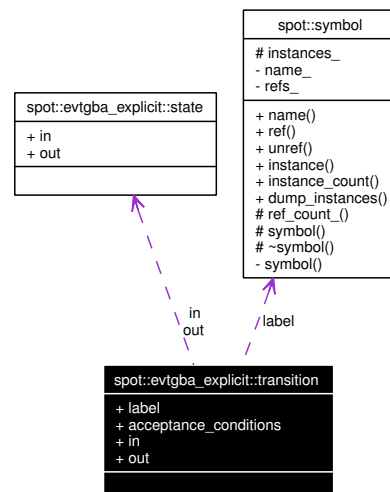 spot::symbol
# instances_
- name_
- refs_
+ name()
+ ref()
+ unref()
+ instance()
+ instance_count()
+ dump_instances()
# ref_count_()
# symbol()
# ~symbol()
- symbol()
spot::evtgba_explicit::state
+ in
+ out
in
out
label
spot::evtgba_explicit::transition
+ label
+ acceptance_conditions
+ in
+ out